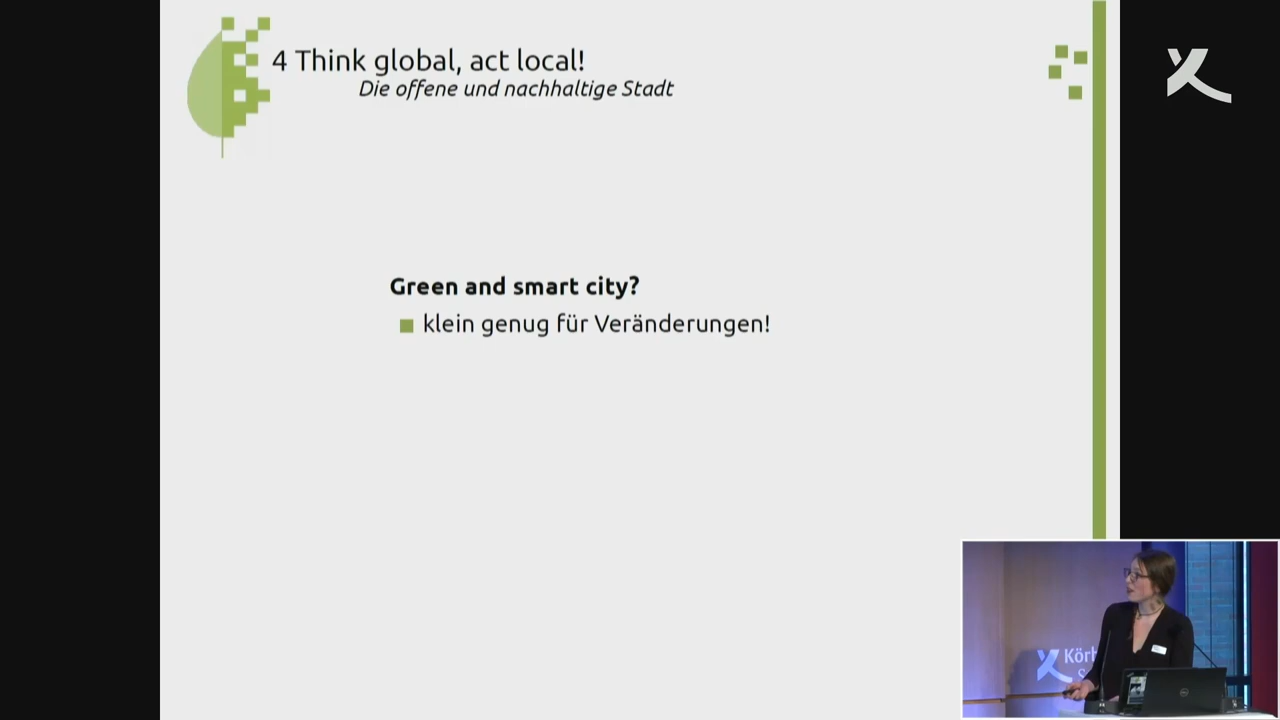 4 Think global, act local!
Die offene und nachhaltige Stadt
Green and smart city?
klein genug für Veränderungen!